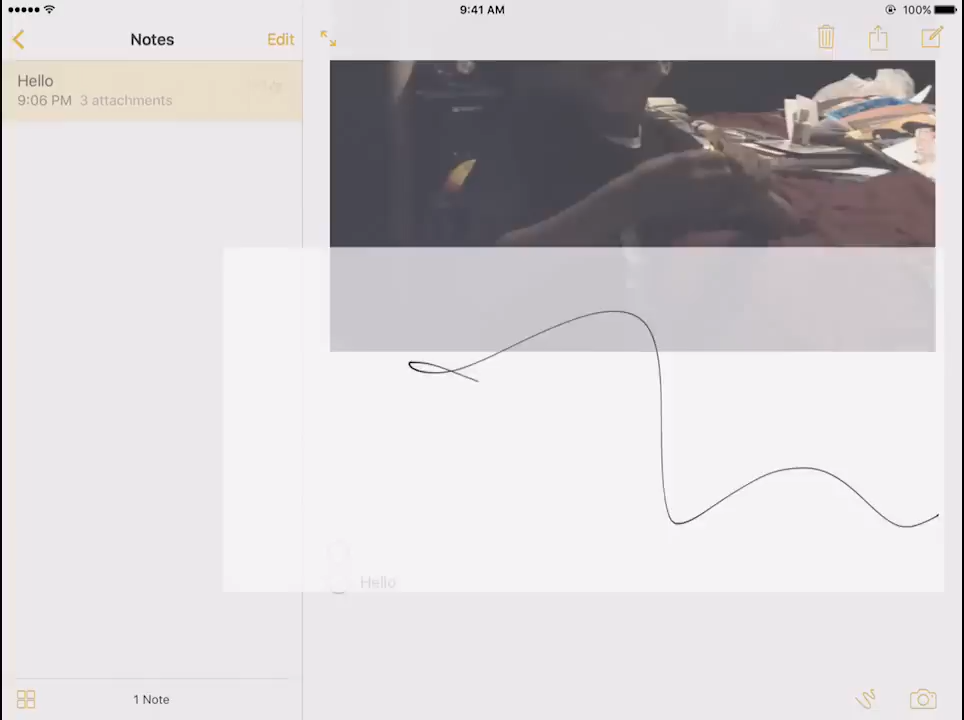 9:41 AM
100%
Notes
Edit
Hello
9:06 PM 3 attachments
Hello
1 Note